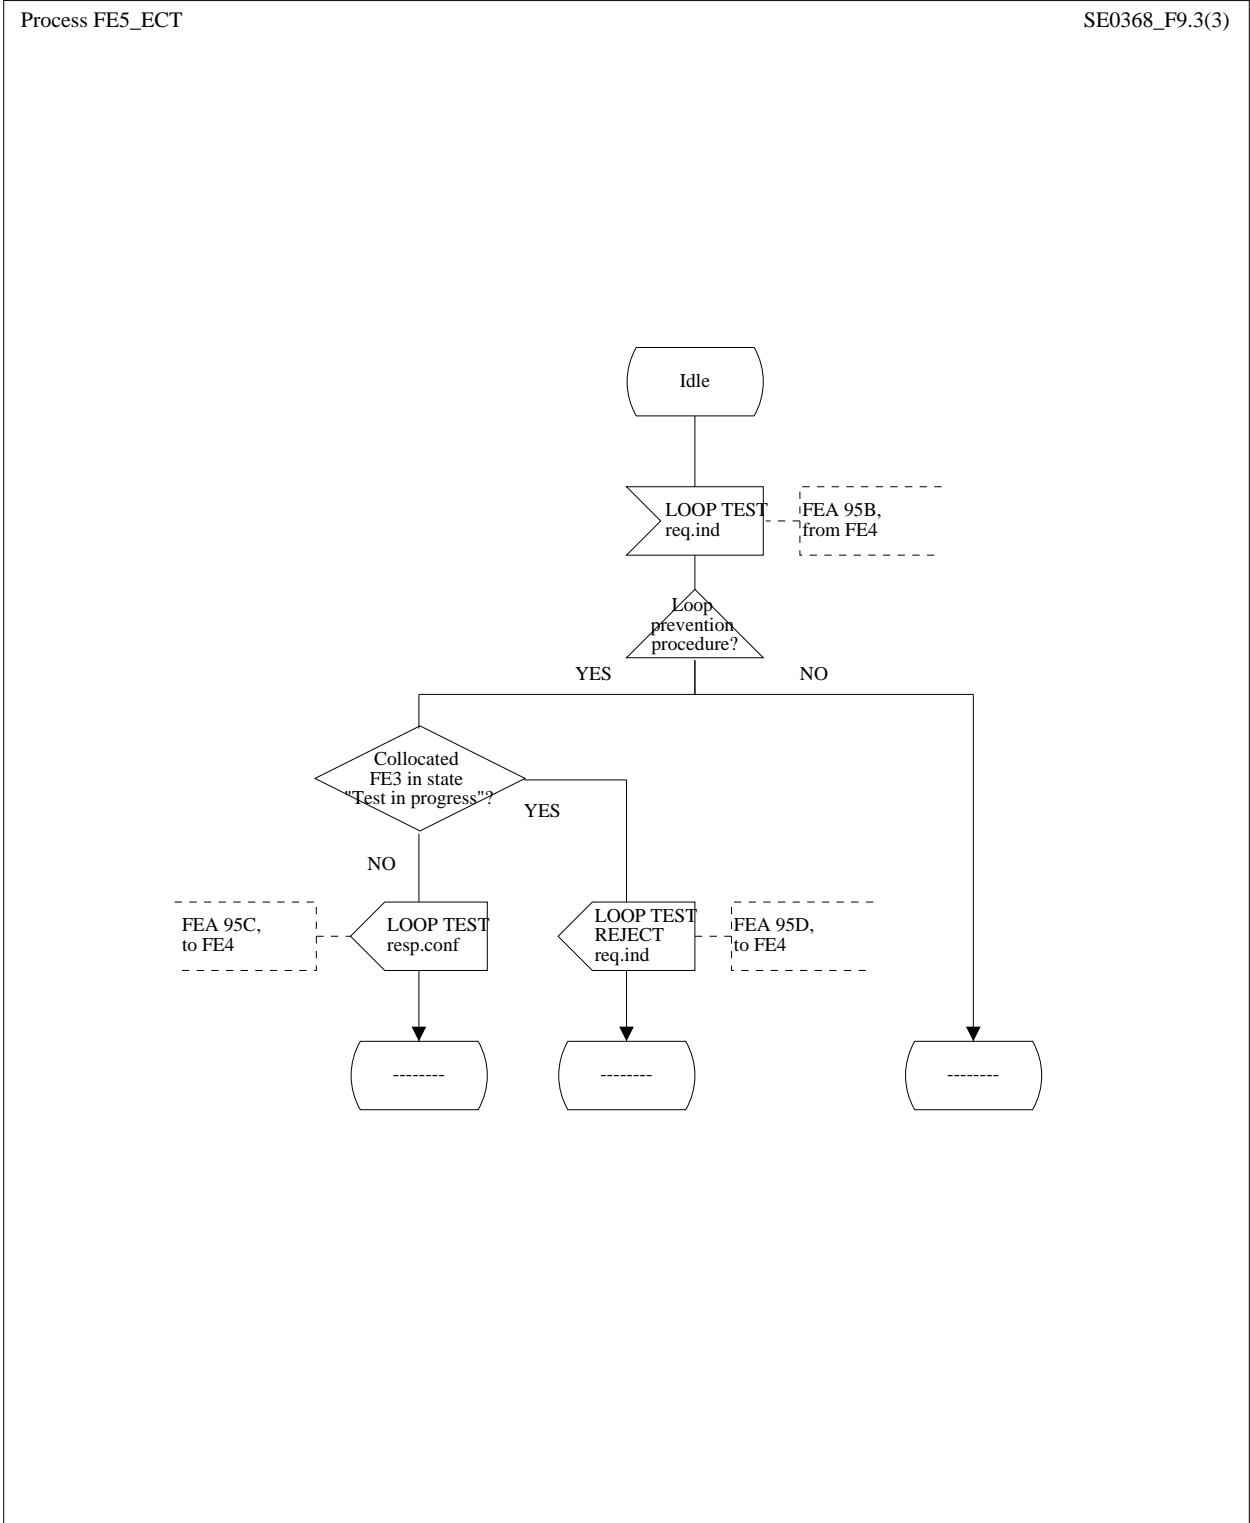 Process FE5_ECT
SE0368_F9.3(3)
Idle
LOOP TEST
req.ind
FEA 95B,
from FE4
Loop
prevention
procedure?
YES
NO
Collocated
FE3 in state
"Test in progress"?
YES
NO
FEA 95C,
to FE4
LOOP TEST
resp.conf
LOOP TEST
REJECT
req.ind
FEA 95D,
to FE4
--------
--------
--------